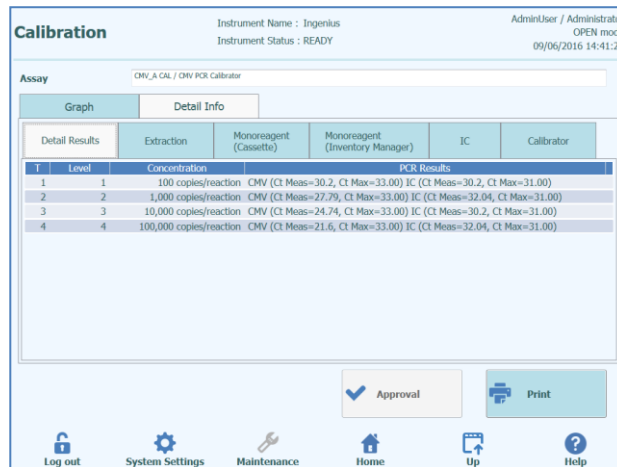 Calibration
Instrument Name : Ingenius
Instrument Status : READY
AdminUser / Administrat
OPEN mod
09/06/2016 14:41:2
Assay
CMV_A CAL / CMV PCR Calibrator
Graph
Detail Info
Detail Results
Extraction
Monoreagent
(Cassette)
Monoreagent
(Inventory Manager)
IC
Calibrator
T Level Concentration PCR Results
1 1 100 copies/reaction CMV (Ct Meas=30.2, Ct Max=33.00) IC (Ct Meas=30.2, Ct Max=31.00)
2 2 1,000 copies/reaction CMV (Ct Meas=27.79, Ct Max=33.00) IC (Ct Meas=32.04, Ct Max=31.00)
3 3 10,000 copies/reaction CMV (Ct Meas=24.74, Ct Max=33.00) IC (Ct Meas=30.2, Ct Max=31.00)
4 4 100,000 copies/reaction CMV (Ct Meas=21.6, Ct Max=33.00) IC (Ct Meas=32.04, Ct Max=31.00)
Approval
Print
Log out
System Settings
Maintenance
Home
Up
Help